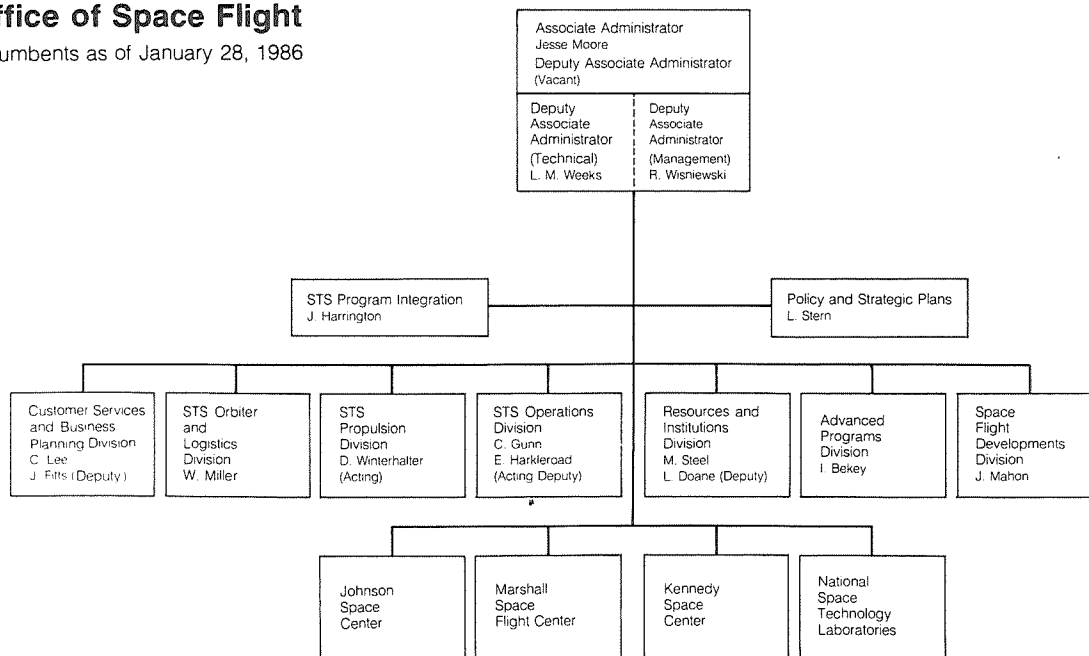 ffice of Space Flight
umbents as of January 28, 1986
Associate Administrator
Jesse Moore
Deputy Associate Administrator
(Vacant)
Deputy
Associate
Administrator
(Technical)
L. M. Weeks
Deputy
Associate
Administrator
(Management)
R. Wisniewski
STS Program Integration
J. Harrington
Policy and Strategic Plans
L. Stern
Customer Services
and Business
Planning Division
C. Lee
J. Fitts (Deputy)
STS Orbiter
and
Logistics
Division
W. Miller
STS
Propulsion
Division
D. Winterhalter
(Acting)
STS Operations
Division
C. Gunn
E. Harkleroad
(Acting Deputy)
Resources and
Institutions
Division
M. Steel
L. Doane (Deputy)
Advanced
Programs
Division
I. Bekey
Space
Flight
Developments
Division
J. Mahon
Johnson
Space
Center
Marshall
Space
Flight Center
Kennedy
Space
Center
National
Space
Technology
Laboratories